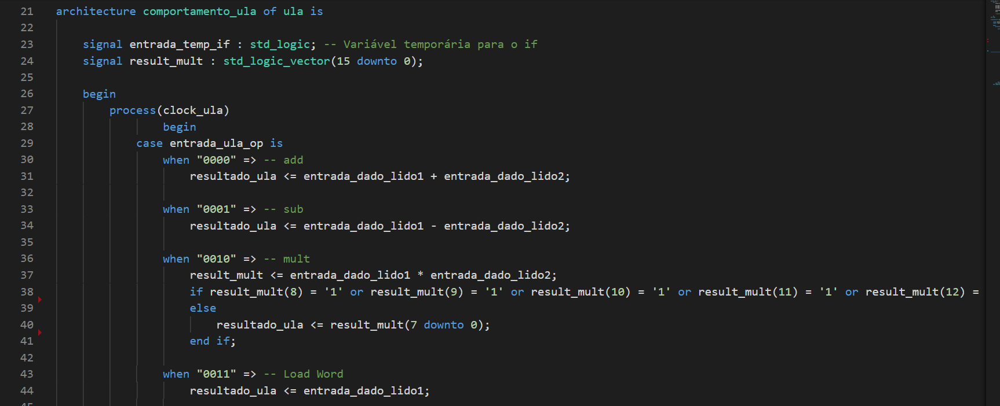 21 architecture comportamento_ula of ula is
22
23 signal entrada_temp_if : std_logic; -- Variável temporária para o if
24 signal result_mult : std_logic_vector(15 downto 0);
25
26 begin
27 process(clock_ula)
28 begin
29 case entrada_ula_op is
30 when "0000" => -- add
31 resultado_ula <= entrada_dado_lido1 + entrada_dado_lido2;
32
33 when "0001" => -- sub
34 resultado_ula <= entrada_dado_lido1 - entrada_dado_lido2;
35
36 when "0010" => -- mult
37 result_mult <= entrada_dado_lido1 * entrada_dado_lido2;
38 if result_mult(8) = '1' or result_mult(9) = '1' or result_mult(10) = '1' or result_mult(11) = '1' or result_mult(12) =
39 else
40 resultado_ula <= result_mult(7 downto 0);
41 end if;
42
43 when "0011" => -- Load Word
44 resultado_ula <= entrada_dado_lido1;